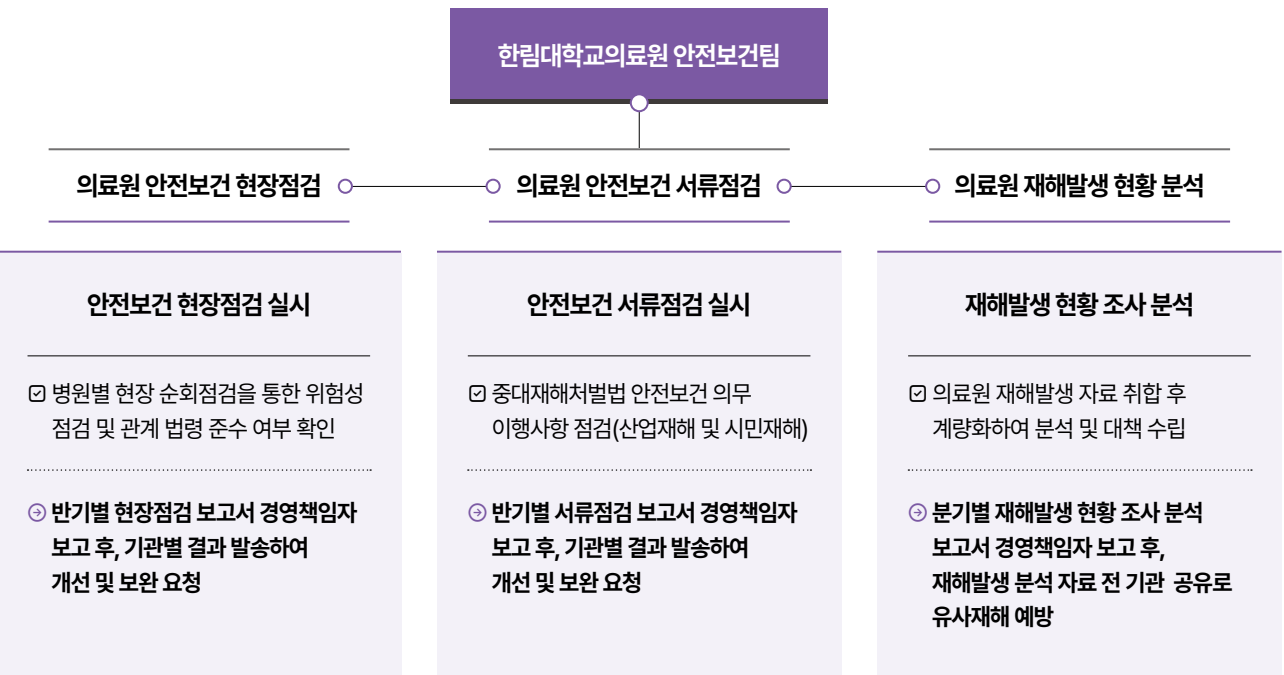 한림대학교의료원 안전보건팀
의료원 안전보건 현장점검
의료원 안전보건 서류점검
의료원 재해발생 현황 분석
안전보건 현장점검 실시
병원별 현장 순회점검을 통한 위험성
점검 및 관계 법령 준수 여부 확인
반기별 현장점검 보고서 경영책임자
보고 후, 기관별 결과 발송하여
개선 및 보완 요청
안전보건 서류점검 실시
중대재해처벌법 안전보건 의무
이행사항 점검(산업재해 및 시민재해)
반기별 서류점검 보고서 경영책임자
보고 후, 기관별 결과 발송하여
개선 및 보완 요청
재해발생 현황 조사 분석
의료원 재해발생 자료 취합 후
계량화하여 분석 및 대책 수립
분기별 재해발생 현황 조사 분석
보고서 경영책임자 보고 후,
재해발생 분석 자료 전 기관 공유로
유사재해 예방